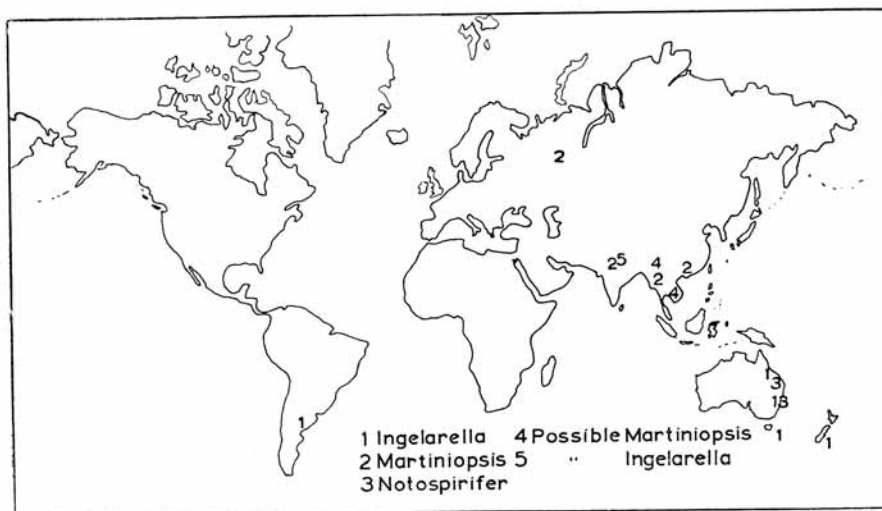 2
2 5 4
2 2
4
1
3
1 3
1
1 Ingelarella 4 Possible Martiniopsis 1 1
2 Martiniopsis 5 " Ingelarella
3 Notospirifer